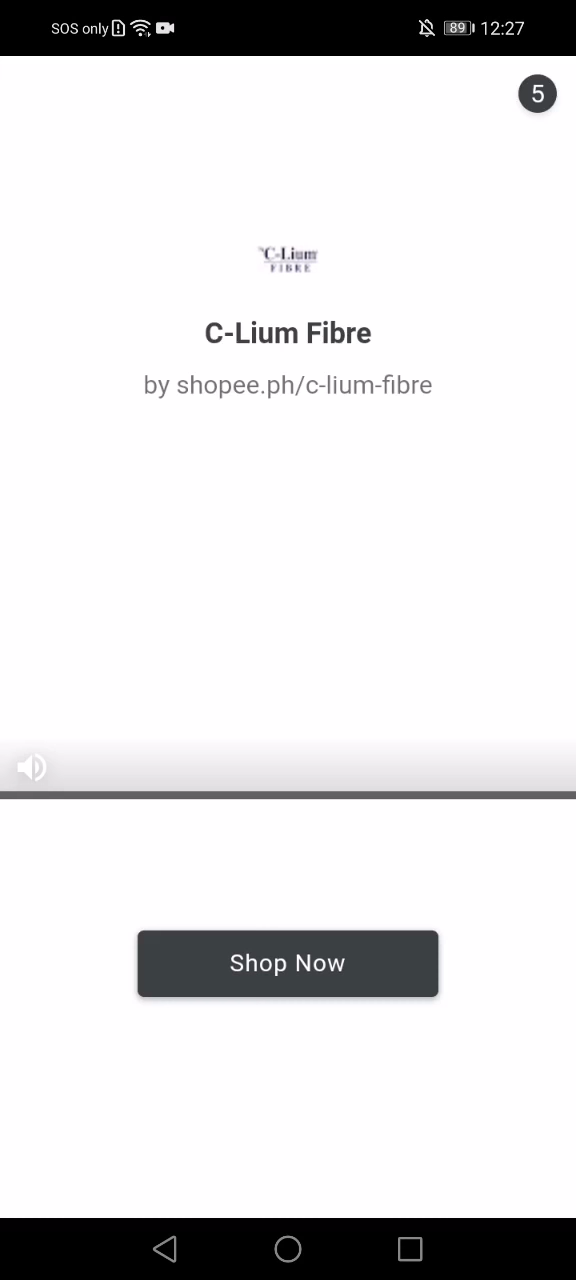 SOS only 89 12:27
5
C-Lium
FIBRE
C-Lium Fibre
by shopee.ph/c-lium-fibre
Shop Now